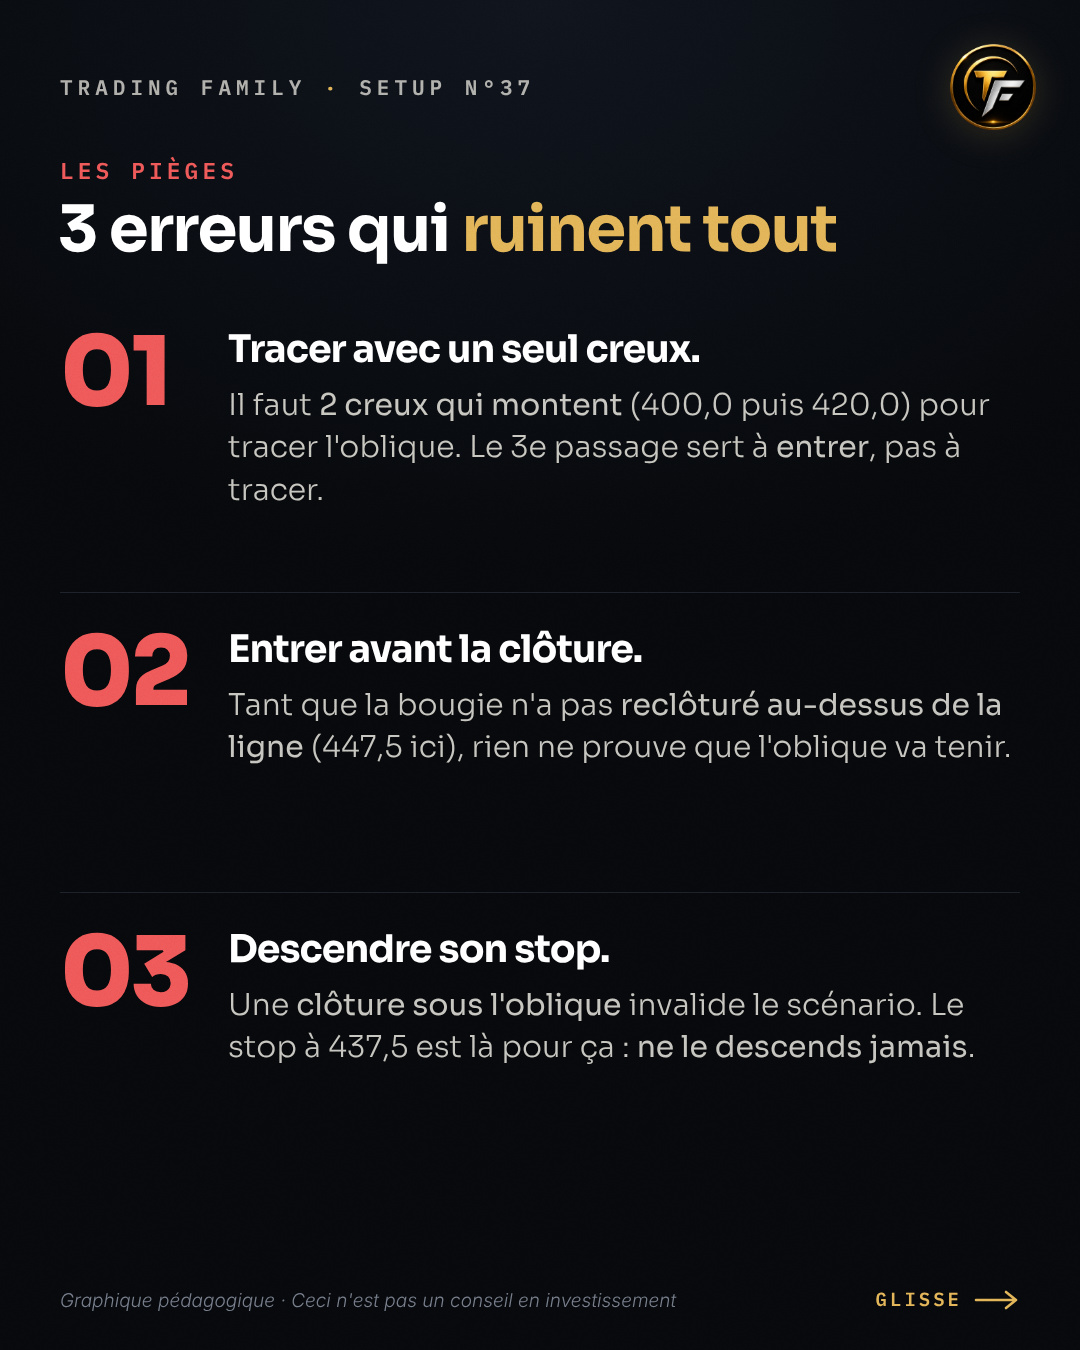 TRADING FAMILY · SETUP N°37
TF
LES PIÈGES
3 erreurs qui ruinent tout
01
Tracer avec un seul creux.
Il faut 2 creux qui montent (400,0 puis 420,0) pour
tracer l'oblique. Le 3e passage sert à entrer, pas à
tracer.
02
Entrer avant la clôture.
Tant que la bougie n'a pas reclôturé au-dessus de la
ligne (447,5 ici), rien ne prouve que l'oblique va tenir.
03
Descendre son stop.
Une clôture sous l'oblique invalide le scénario. Le
stop à 437,5 est là pour ça : ne le descends jamais.
Graphique pédagogique · Ceci n'est pas un conseil en investissement
GLISSE →